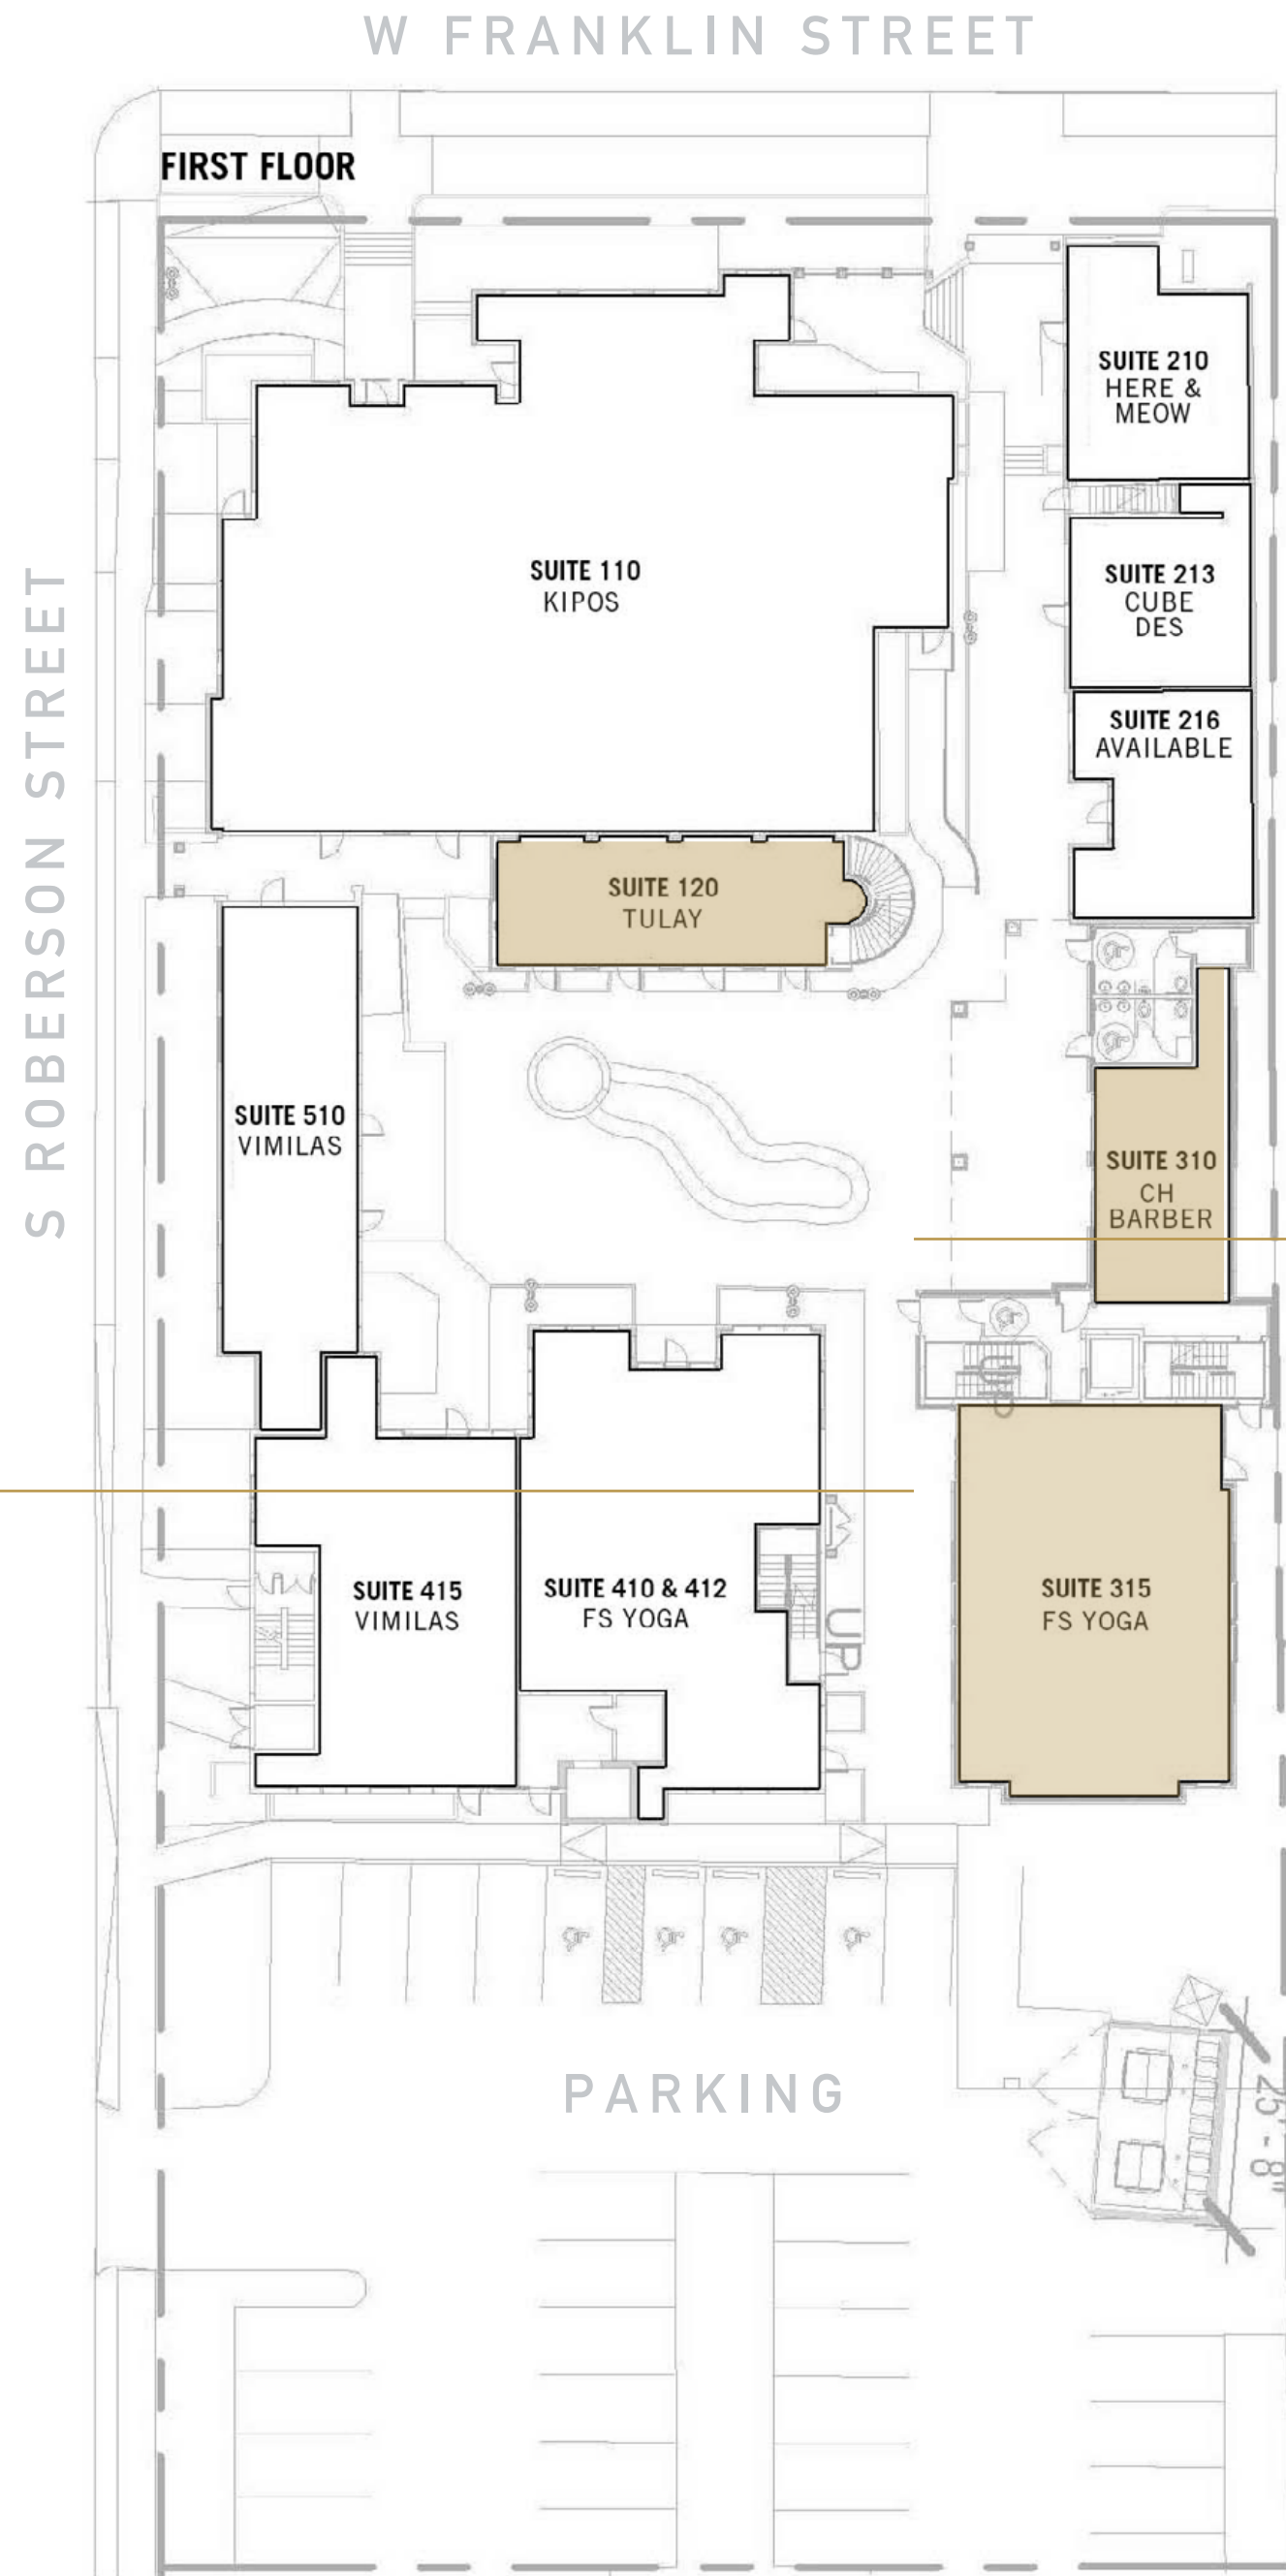 W FRANKLIN STREET
FIRST FLOOR
SUITE 210
HERE &
MEOW
S ROBERSON STREET
SUITE 110
KIPOS
SUITE 213
CUBE
DES
SUITE 216
AVAILABLE
SUITE 120
TULAY
SUITE 510
VIMILAS
SUITE 310
CH
BARBER
SUITE 415
VIMILAS
SUITE 410 & 412
FS YOGA
UP
SUITE 315
FS YOGA
PARKING
25'-8"